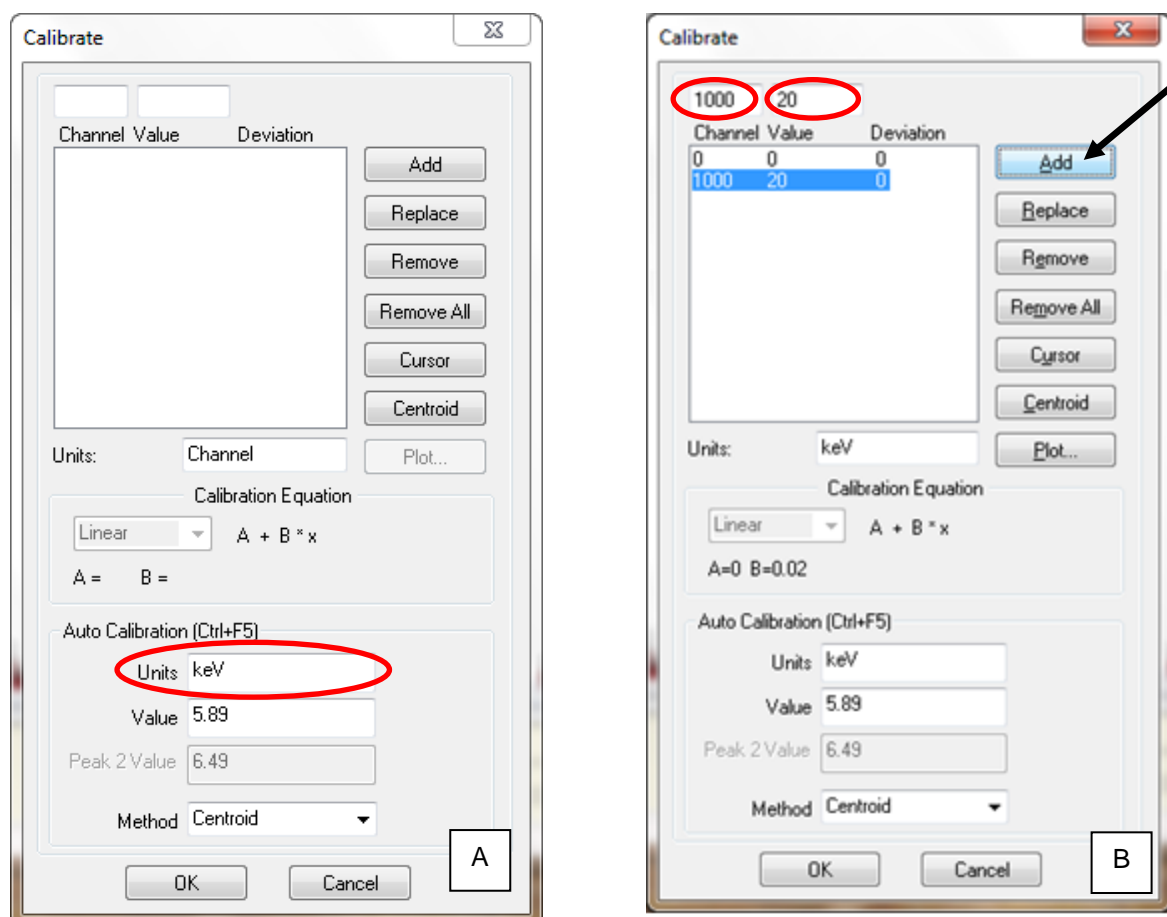 Calibrate
Channel Value Deviation
Add
Replace
Remove
Remove All
Cursor
Centroid
Units: Channel Plot...
Calibration Equation
Linear A + B * x
A = B =
Auto Calibration (Ctrl+F5)
Units keV
Value 5.89
Peak 2 Value 6.49
Method Centroid
A
OK Cancel
Calibrate
1000 20
Channel Value Deviation
0 0 0
1000 20 0
Add
Replace
Remove
Remove All
Cursor
Centroid
Units: keV Plot...
Calibration Equation
Linear A + B * x
A=0 B=0.02
Auto Calibration (Ctrl+F5)
Units keV
Value 5.89
Peak 2 Value 6.49
Method Centroid
B
OK Cancel